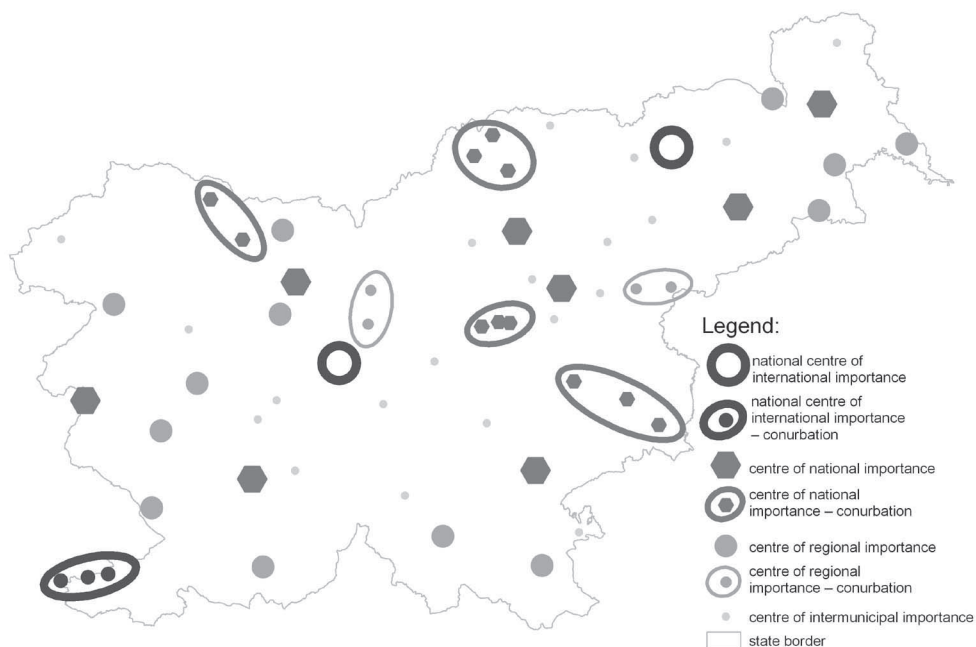 Legend:
national centre of
international importance
national centre of
international importance
– conurbation
centre of national importance
centre of national
importance – conurbation
centre of regional importance
centre of regional
importance – conurbation
centre of intermunicipal importance
state border